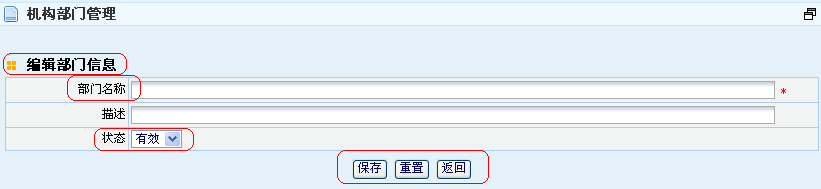 机构部门管理
编辑部门信息
部门名称 *
描述
状态 有效
保存 重置 返回